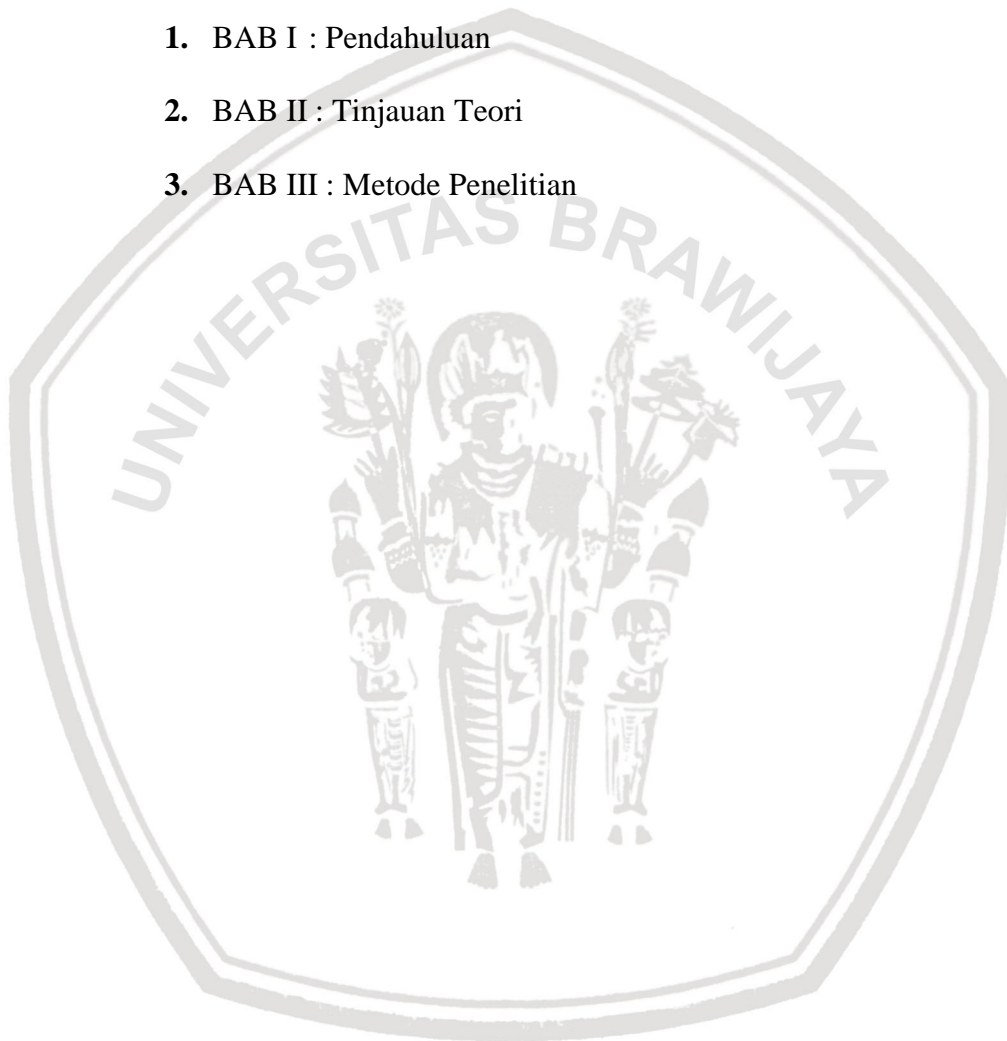 1. BAB I : Pendahuluan
2. BAB II : Tinjauan Teori
3. BAB III : Metode Penelitian
UNIVERSITAS BRAWIJAYA